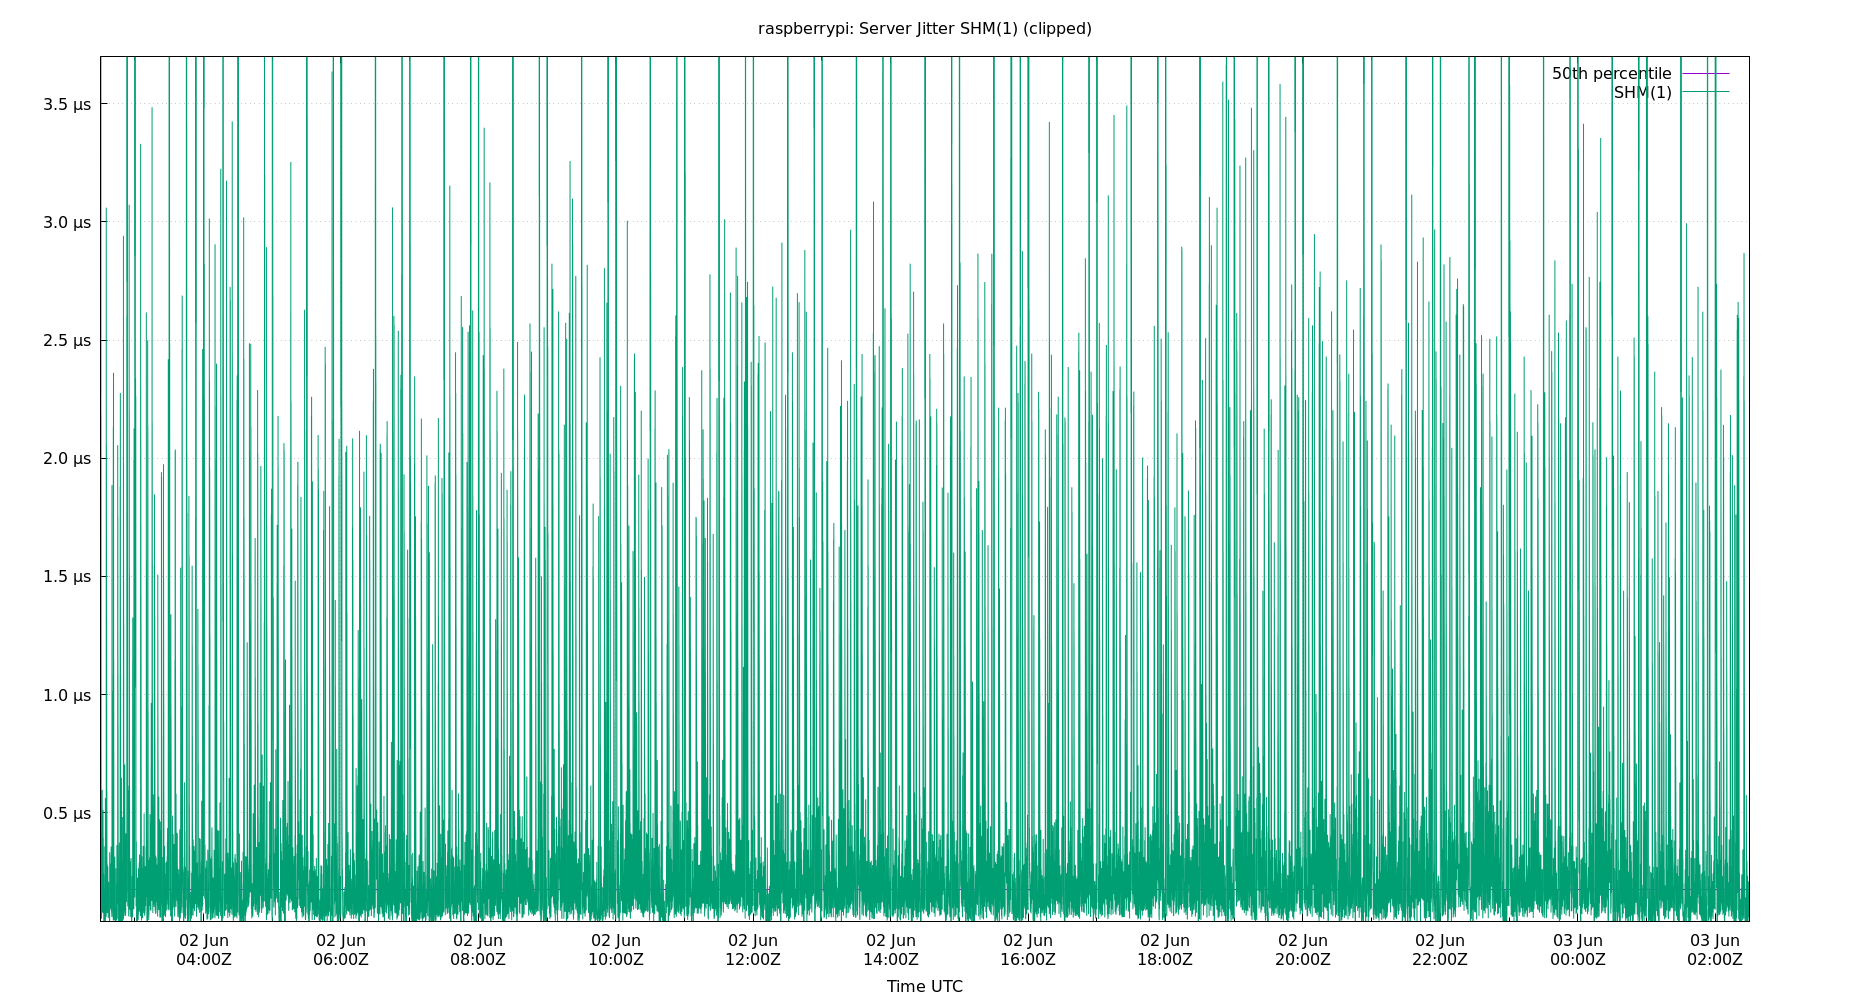 raspberrypi: Server Jitter SHM(1) (clipped)
50th percentile
SHM(1)
3.5 µs
3.0 µs
2.5 µs
2.0 µs
1.5 µs
1.0 µs
0.5 µs
02 Jun 02 Jun 02 Jun 02 Jun 02 Jun 02 Jun 02 Jun 02 Jun 02 Jun 02 Jun 03 Jun 03 Jun
04:00Z 06:00Z 08:00Z 10:00Z 12:00Z 14:00Z 16:00Z 18:00Z 20:00Z 22:00Z 00:00Z 02:00Z
Time UTC